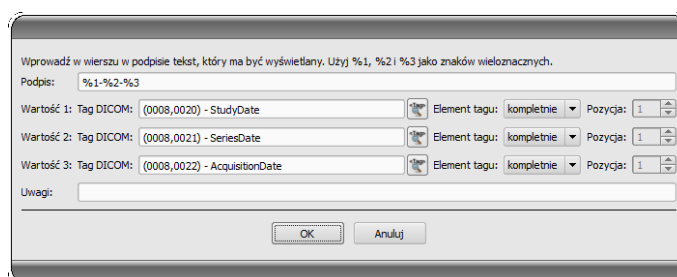 Wprowadź w wierszu w podpisie tekst, który ma być wyświetlany. Użyj %1, %2 i %3 jako znaków wieloznacznych.
Podpis: %1-%2-%3
Wartość 1: Tag DICOM: (0008,0020) - StudyDate Element tagu: kompletnie Pozycja: 1
Wartość 2: Tag DICOM: (0008,0021) - SeriesDate Element tagu: kompletnie Pozycja: 1
Wartość 3: Tag DICOM: (0008,0022) - AcquisitionDate Element tagu: kompletnie Pozycja: 1
Uwagi:
OK Anuluj